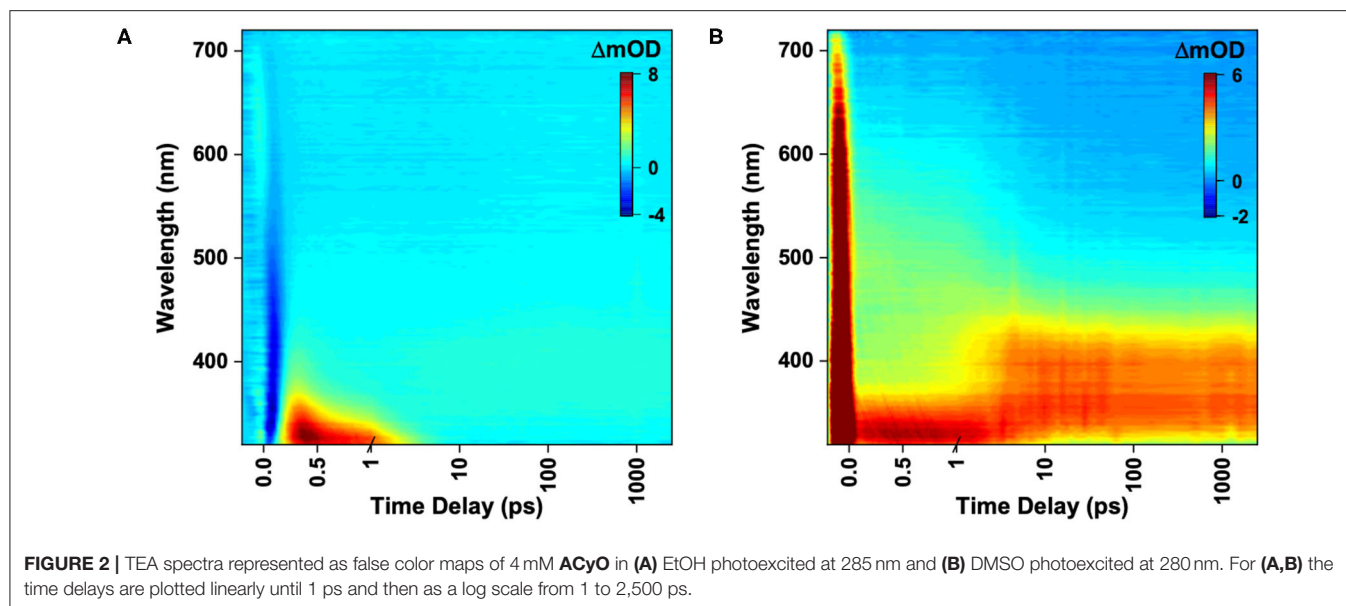 A
ΔmOD
8
0
-4
700
600
500
400
Wavelength (nm)
0.0
0.5
1
10
100
1000
Time Delay (ps)
B
ΔmOD
6
0
-2
700
600
500
400
Wavelength (nm)
0.0
0.5
1
10
100
1000
Time Delay (ps)
FIGURE 2 | TEA spectra represented as false color maps of 4 mM ACyO in (A) EtOH photoexcited at 285 nm and (B) DMSO photoexcited at 280 nm. For (A,B) the
time delays are plotted linearly until 1 ps and then as a log scale from 1 to 2,500 ps.